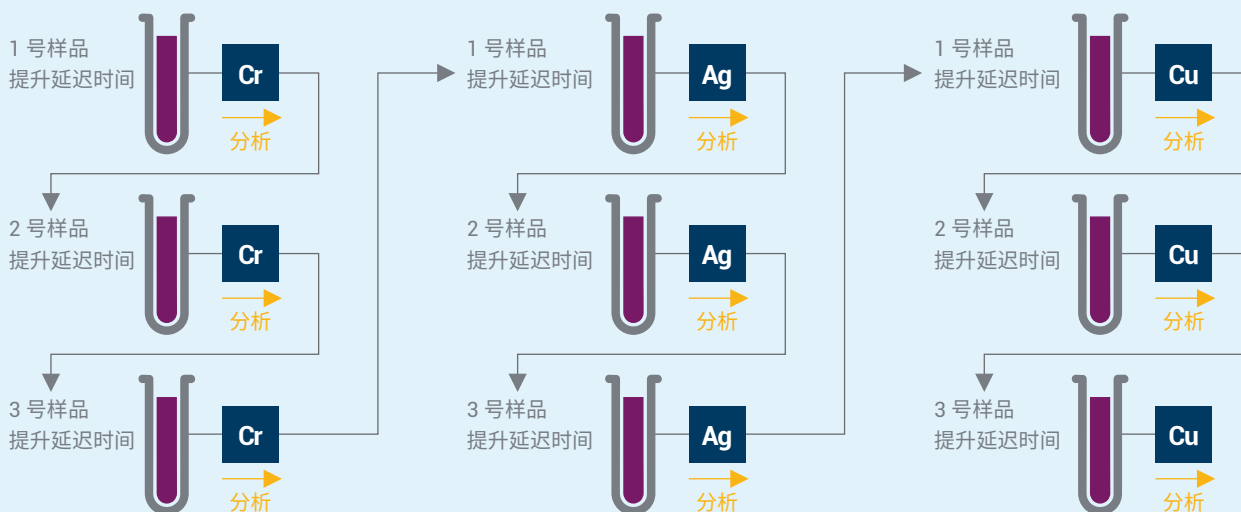 1 号样品
提升延迟时间
Cr
分析
2 号样品
提升延迟时间
Cr
分析
3 号样品
提升延迟时间
Cr
分析
1 号样品
提升延迟时间
Ag
分析
2 号样品
提升延迟时间
Ag
分析
3 号样品
提升延迟时间
Ag
分析
1 号样品
提升延迟时间
Cu
分析
2 号样品
提升延迟时间
Cu
分析
3 号样品
提升延迟时间
Cu
分析